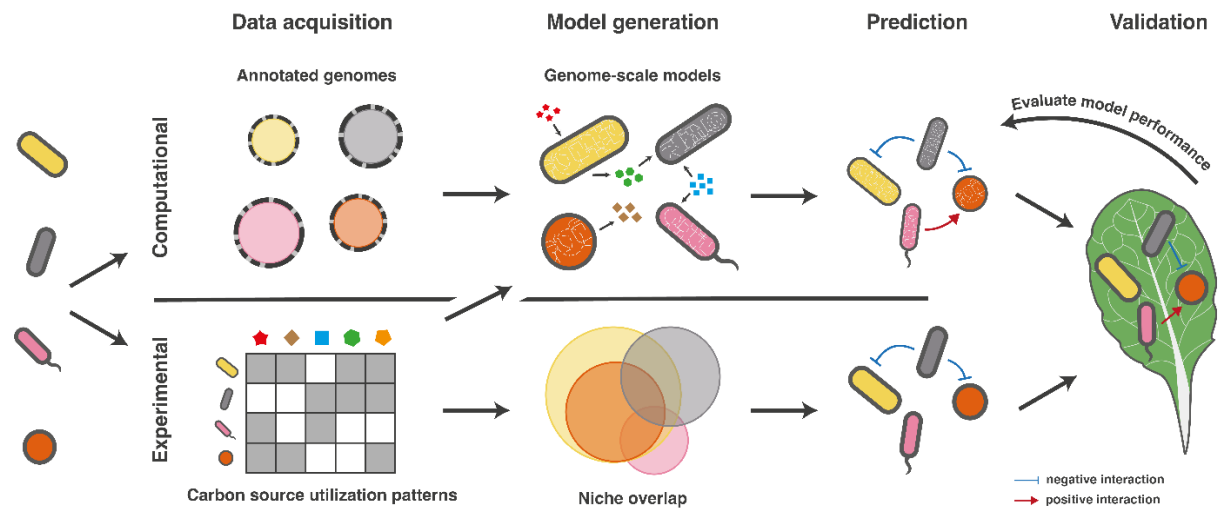 Data acquisition
Model generation
Prediction
Validation
Computational
Annotated genomes
Genome-scale models
Evaluate model performance
Experimental
Carbon source utilization patterns
Niche overlap
negative interaction
positive interaction